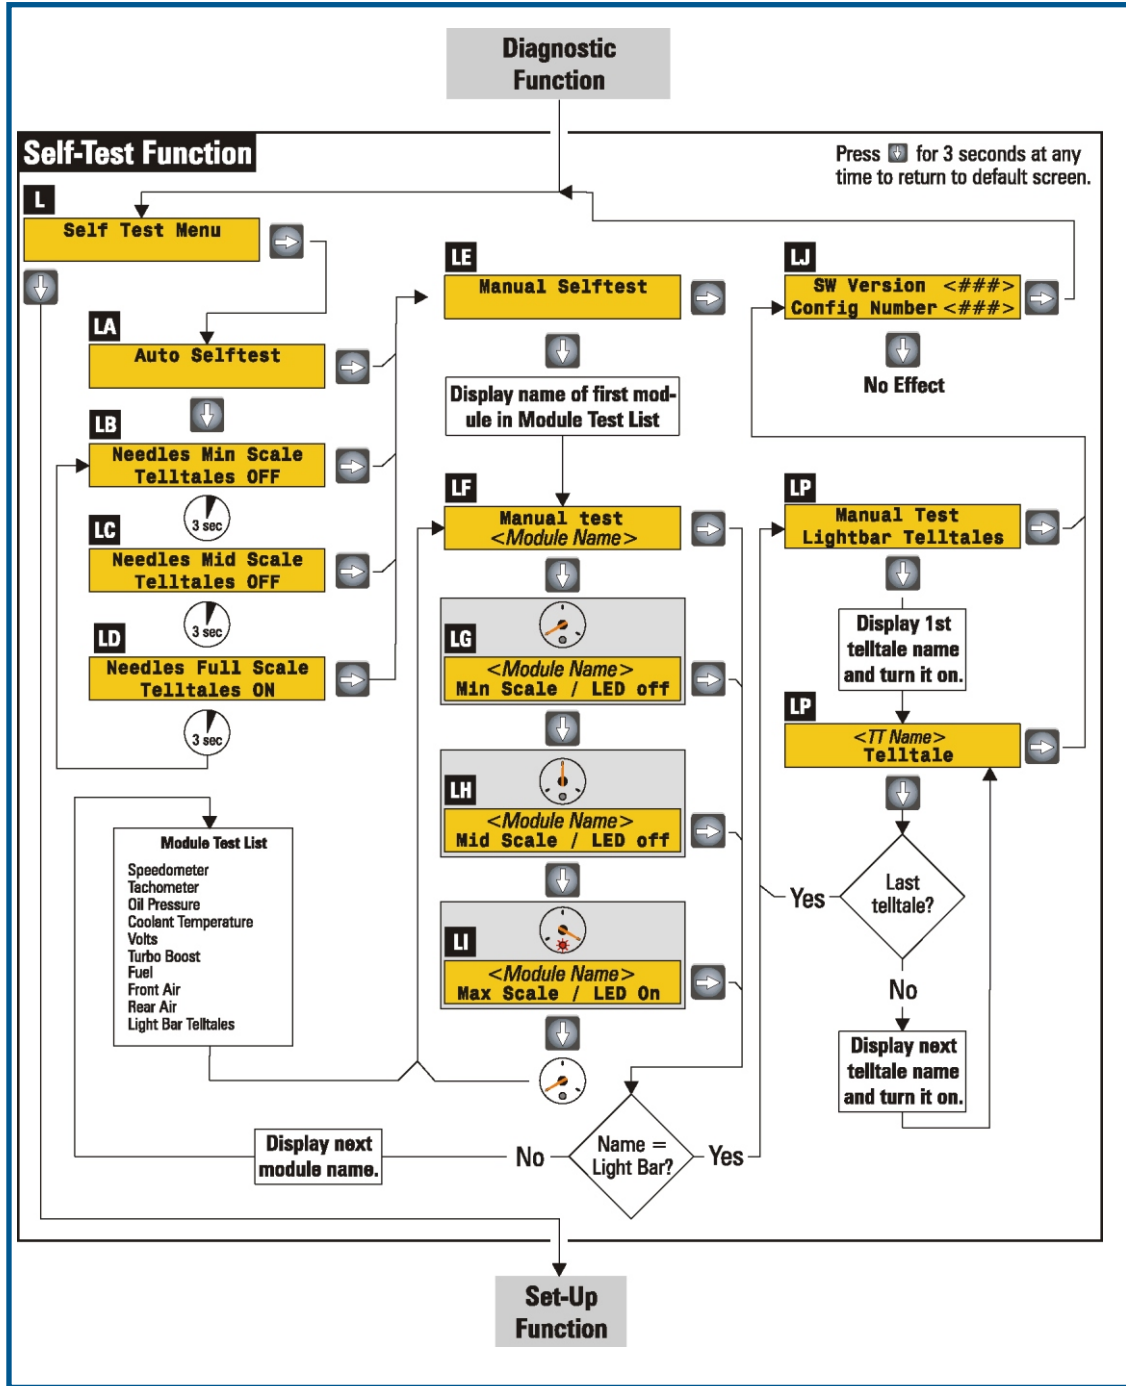 Diagnostic
Function
Self-Test Function
Press for 3 seconds at any
time to return to default screen.
L
Self Test Menu
LA
Auto Selftest
LB
Needles Min Scale
Telltales OFF
3 sec
LC
Needles Mid Scale
Telltales OFF
3 sec
LD
Needles Full Scale
Telltales ON
3 sec
Module Test List
Speedometer
Tachometer
Oil Pressure
Coolant Temperature
Volts
Turbo Boost
Fuel
Front Air
Rear Air
Light Bar Telltales
LE
Manual Selftest
Display name of first mod-
ule in Module Test List
LF
Manual test
<Module Name>
LG
<Module Name>
Min Scale / LED off
LH
<Module Name>
Mid Scale / LED off
LI
<Module Name>
Max Scale / LED On
Name =
Light Bar?
No
Yes
Display next
module name.
LJ
SW Version <###>
Config Number <###>
No Effect
LP
Manual Test
Lightbar Telltales
Display 1st
telltale name
and turn it on.
LP
<TT Name>
Telltale
Last
telltale?
Yes
No
Display next
telltale name
and turn it on.
Set-Up
Function